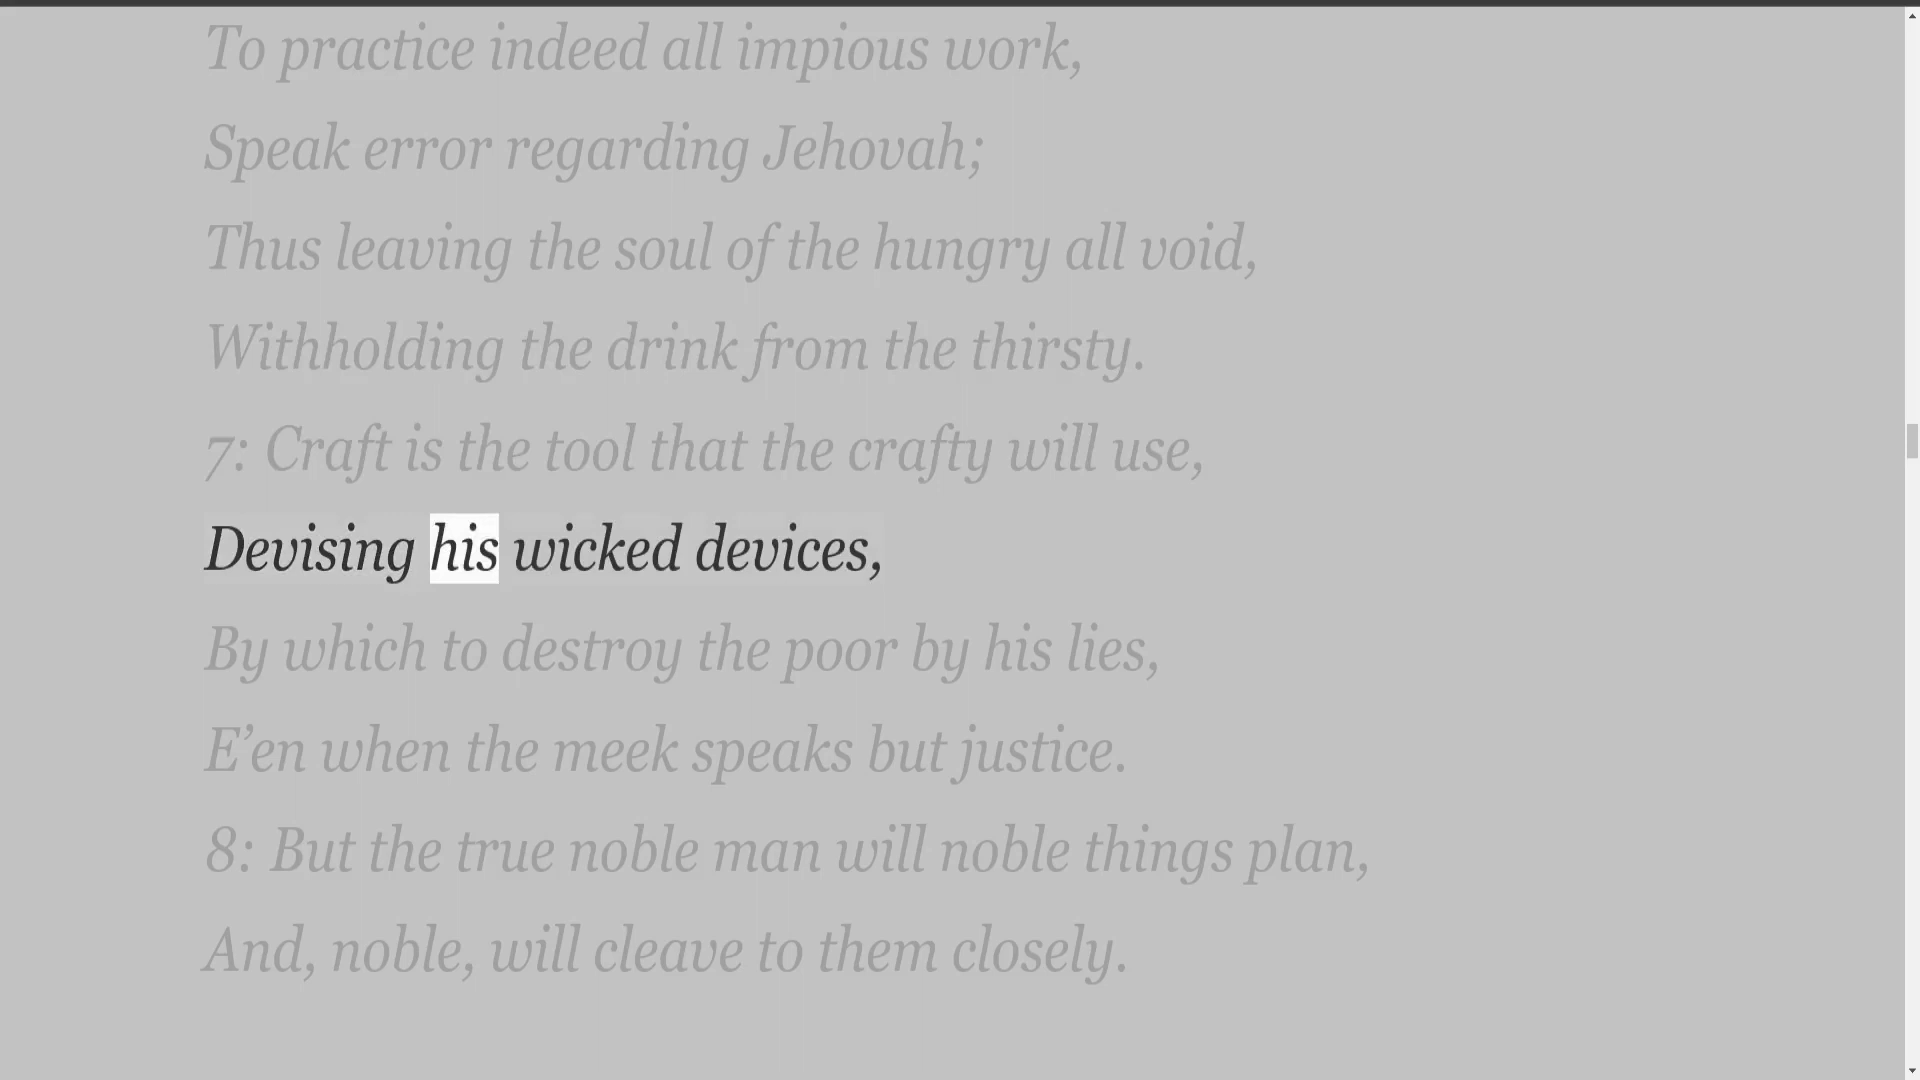 To practice indeed all impious work,
Speak error regarding Jehovah;
Thus leaving the soul of the hungry all void,
Withholding the drink from the thirsty.
7: Craft is the tool that the crafty will use,
Devising his wicked devices,
By which to destroy the poor by his lies,
E’en when the meek speaks but justice.
8: But the true noble man will noble things plan,
And, noble, will cleave to them closely.